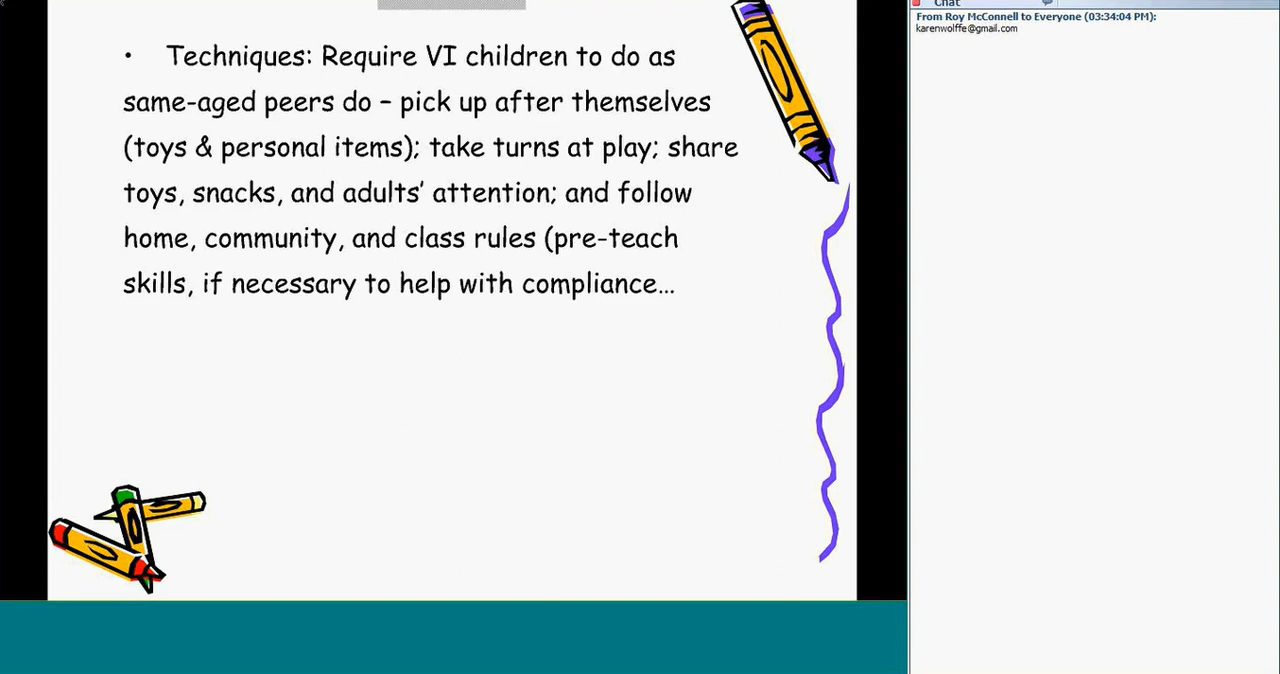 • Techniques: Require VI children to do as
same-aged peers do – pick up after themselves
(toys & personal items); take turns at play; share
toys, snacks, and adults’ attention; and follow
home, community, and class rules (pre-teach
skills, if necessary to help with compliance…
Chat
From Roy McConnell to Everyone (03:34:04 PM):
karenwolffe@gmail.com